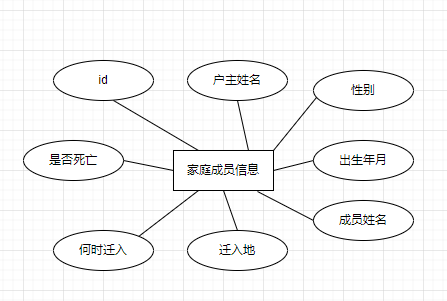 id
户主姓名
性别
是否死亡
家庭成员信息
出生年月
成员姓名
何时迁入
迁入地